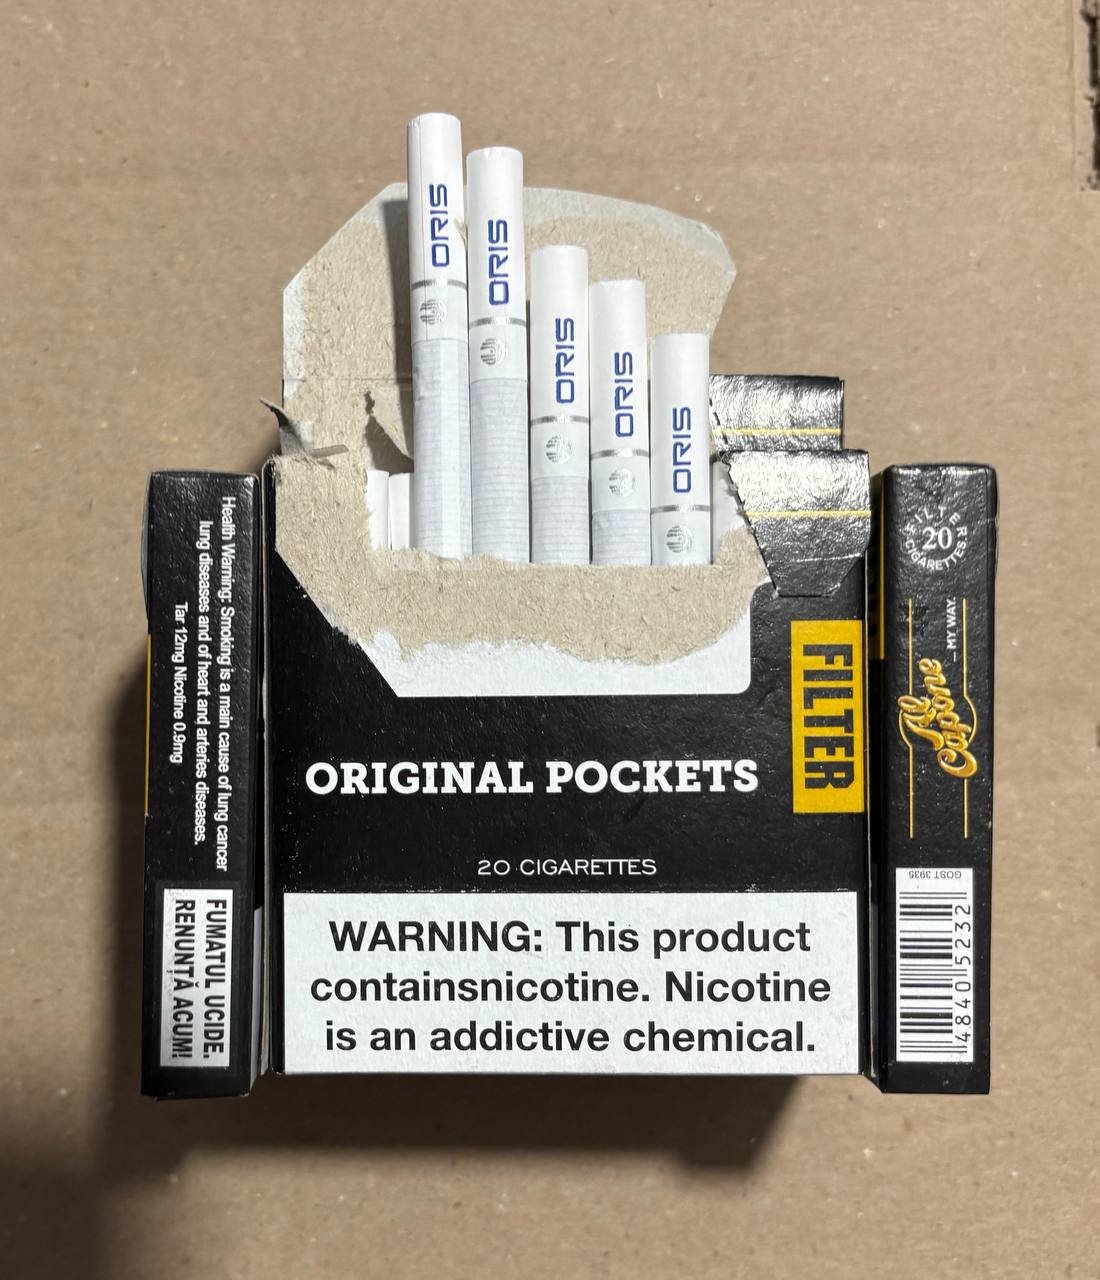 ORIS
ORIS
ORIS
ORIS
ORIS
Health Warning: Smoking is a main cause of lung cancer
lung diseases and of heart and arteries diseases.
Tar 12mg Nicotine 0.9mg
FUMATUL UCIDE.
RENUNȚĂ ACUM!
FILTER
ORIGINAL POCKETS
20 CIGARETTES
WARNING: This product
containsnicotine. Nicotine
is an addictive chemical.
FILTER
20
CIGARETTES
Al Capone
_ MY WAY.
GOST 3935
4840 15232